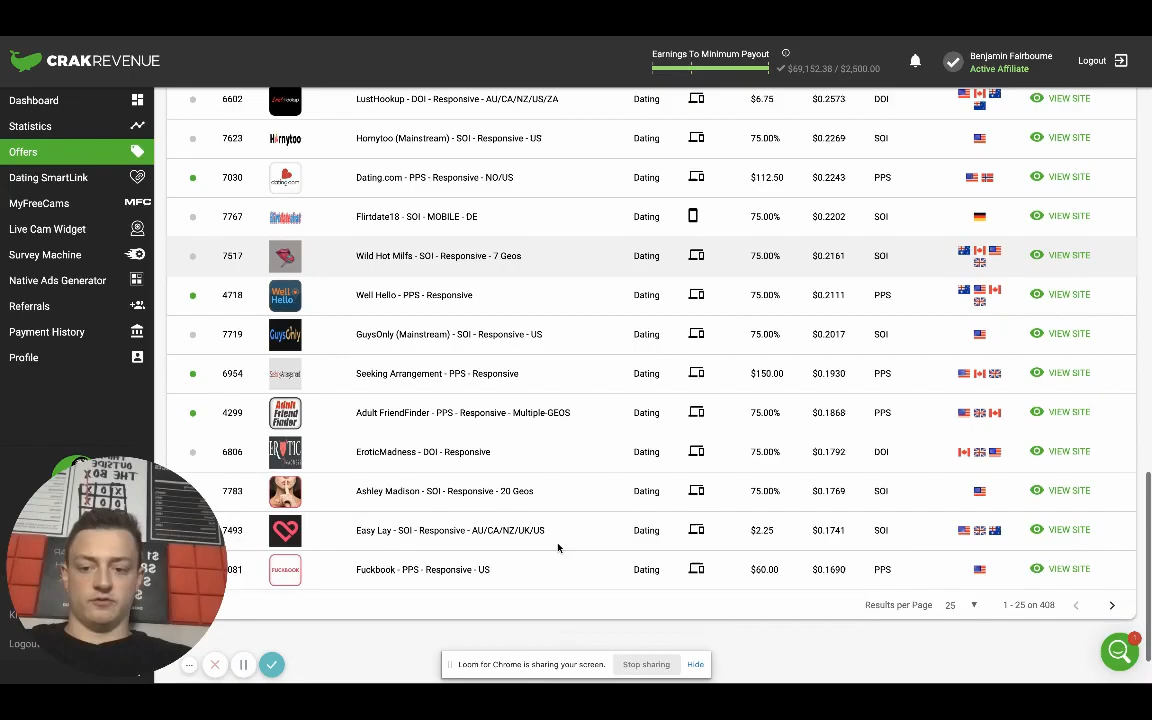 CRAKREVENUE
Earnings To Minimum Payout
$69,152.38 / $2,500.00
Benjamin Fairbourne
Active Affiliate
Logout
Dashboard
Statistics
Offers
Dating SmartLink
MyFreeCams MFC
Live Cam Widget
Survey Machine
Native Ads Generator
Referrals
Payment History
Profile
6602 LustHookup - DOI - Responsive - AU/CA/NZ/US/ZA Dating $6.75 $0.2573 DOI VIEW SITE
7623 Hornytoo Hornytoo (Mainstream) - SOI - Responsive - US Dating 75.00% $0.2269 SOI VIEW SITE
7030 dating.com Dating.com - PPS - Responsive - NO/US Dating $112.50 $0.2243 PPS VIEW SITE
7767 Flirtdate18 - SOI - MOBILE - DE Dating 75.00% $0.2202 SOI VIEW SITE
7517 Wild Hot Milfs - SOI - Responsive - 7 Geos Dating 75.00% $0.2161 SOI VIEW SITE
4718 Well Hello Well Hello - PPS - Responsive Dating 75.00% $0.2111 PPS VIEW SITE
7719 GuysOnly GuysOnly (Mainstream) - SOI - Responsive - US Dating 75.00% $0.2017 SOI VIEW SITE
6954 Seeking Arrangement - PPS - Responsive Dating $150.00 $0.1930 PPS VIEW SITE
4299 Adult Friend Finder Adult FriendFinder - PPS - Responsive - Multiple-GEOS Dating 75.00% $0.1868 PPS VIEW SITE
6806 EROTIC EroticMadness - DOI - Responsive Dating 75.00% $0.1792 DOI VIEW SITE
7783 Ashley Madison - SOI - Responsive - 20 Geos Dating 75.00% $0.1769 SOI VIEW SITE
7493 Easy Lay - SOI - Responsive - AU/CA/NZ/UK/US Dating $2.25 $0.1741 SOI VIEW SITE
081 FUCKBOOK Fuckbook - PPS - Responsive - US Dating $60.00 $0.1690 PPS VIEW SITE
Results per Page 25 1 - 25 on 408
OUTSIDE
THE BOX
Logout
Loom for Chrome is sharing your screen. Stop sharing Hide